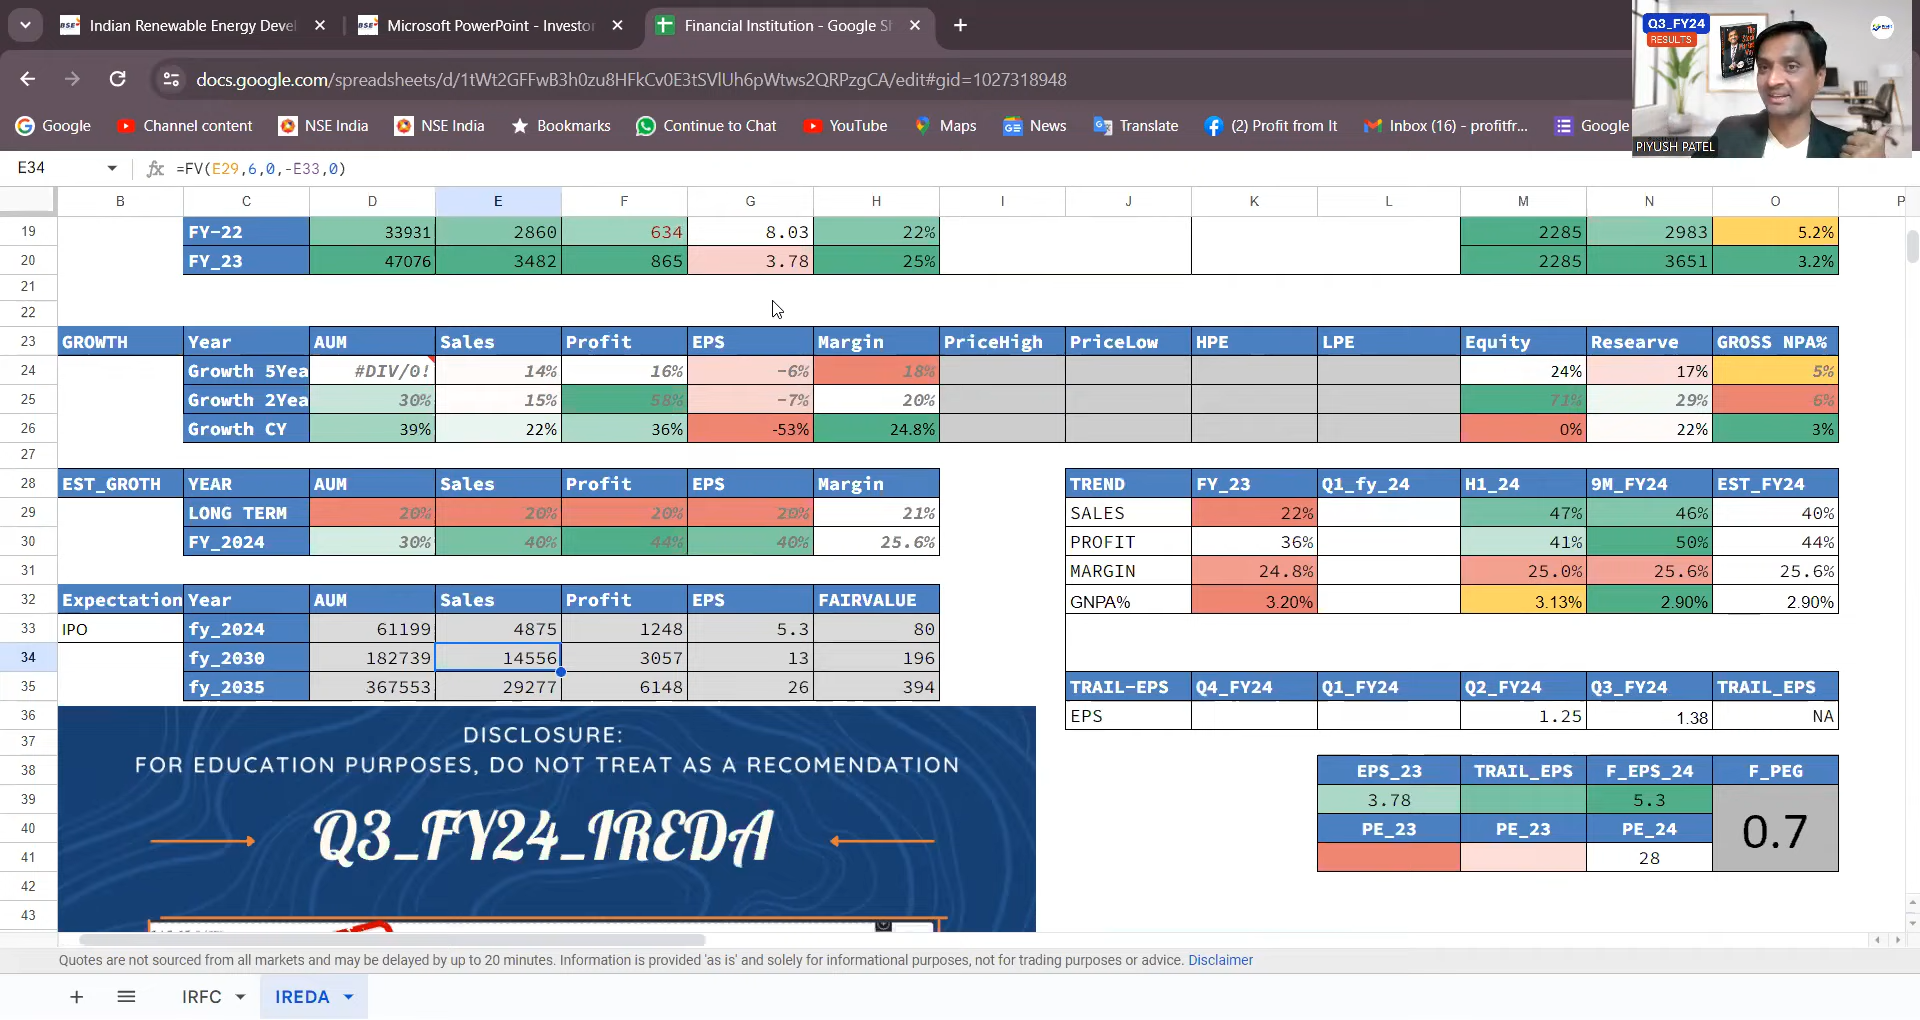 Indian Renewable Energy Deve
Microsoft PowerPoint - Investor
Financial Institution - Google Sh
Q3_FY24
RESULTS
docs.google.com/spreadsheets/d/1tWt2GFFwB3h0zu8HFkCv0E3tSVlUh6pWtws2QRPzgCA/edit#gid=1027318948
Google Channel content NSE India NSE India Bookmarks Continue to Chat YouTube Maps News Translate (2) Profit from It Inbox (16) - profitfr... Google
PIYUSH PATEL
E34 fx =FV(E29,6,0,-E33,0)
B C D E F G H I J K L M N O P
19 FY-22 33931 2860 634 8.03 22% 2285 2983 5.2%
20 FY_23 47076 3482 865 3.78 25% 2285 3651 3.2%
21
22
23 GROWTH Year AUM Sales Profit EPS Margin PriceHigh PriceLow HPE LPE Equity Researve GROSS NPA%
24 Growth 5Yea #DIV/0! 14% 16% -6% 18% 24% 17% 5%
25 Growth 2Yea 30% 15% 58% -7% 20% 71% 29% 6%
26 Growth CY 39% 22% 36% -53% 24.8% 0% 22% 3%
27
28 EST_GROTH YEAR AUM Sales Profit EPS Margin TREND FY_23 Q1_fy_24 H1_24 9M_FY24 EST_FY24
29 LONG TERM 20% 20% 20% 20% 21% SALES 22% 47% 46% 40%
30 FY_2024 30% 40% 44% 40% 25.6% PROFIT 36% 41% 50% 44%
31 MARGIN 24.8% 25.0% 25.6% 25.6%
32 Expectation Year AUM Sales Profit EPS FAIRVALUE GNPA% 3.20% 3.13% 2.90% 2.90%
33 IPO fy_2024 61199 4875 1248 5.3 80
34 fy_2030 182739 14556 3057 13 196
35 fy_2035 367553 29277 6148 26 394 TRAIL-EPS Q4_FY24 Q1_FY24 Q2_FY24 Q3_FY24 TRAIL_EPS
36 EPS 1.25 1.38 NA
37 DISCLOSURE:
38 FOR EDUCATION PURPOSES, DO NOT TREAT AS A RECOMENDATION EPS_23 TRAIL_EPS F_EPS_24 F_PEG
39 3.78 5.3
40 Q3_FY24_IREDA PE_23 PE_23 PE_24 0.7
41 28
42
43
Quotes are not sourced from all markets and may be delayed by up to 20 minutes. Information is provided 'as is' and solely for informational purposes, not for trading purposes or advice. Disclaimer
IRFC IREDA